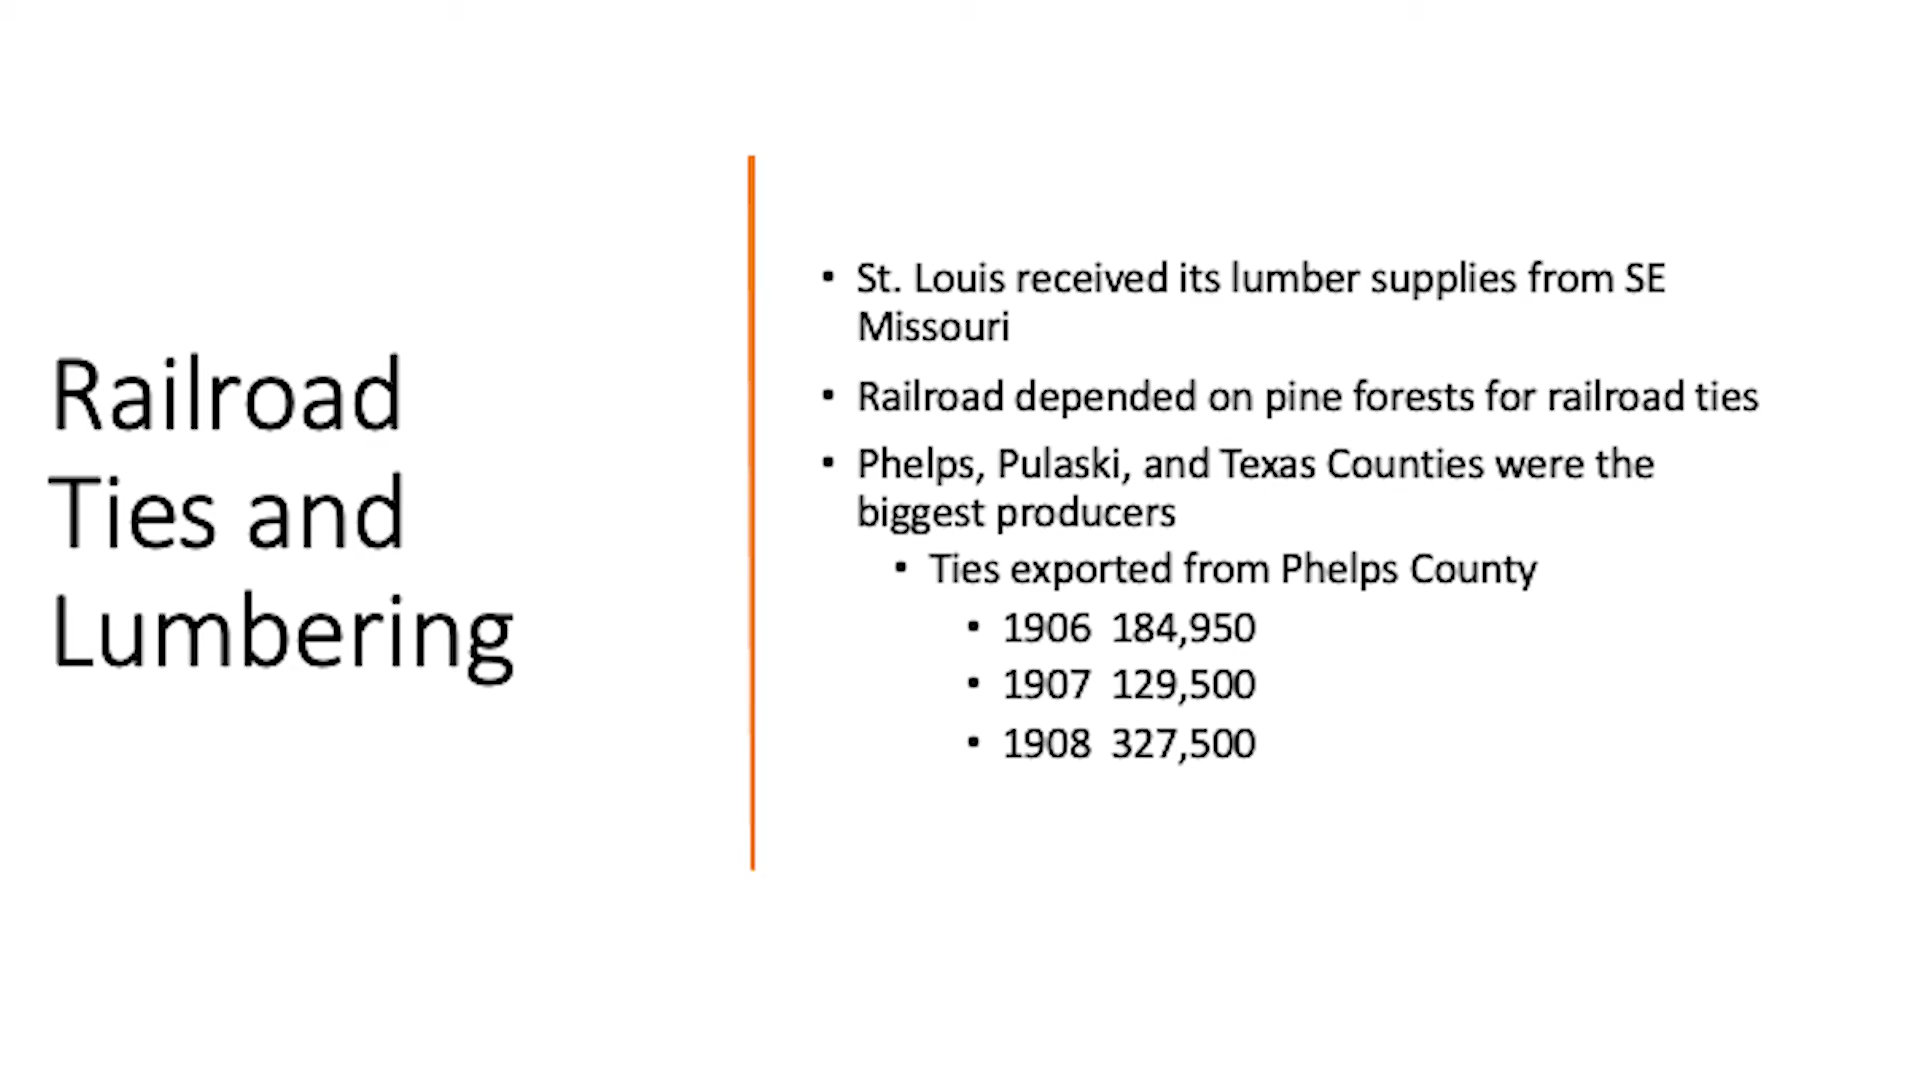 Railroad
Ties and
Lumbering
• St. Louis received its lumber supplies from SE
Missouri
• Railroad depended on pine forests for railroad ties
• Phelps, Pulaski, and Texas Counties were the
biggest producers
• Ties exported from Phelps County
• 1906 184,950
• 1907 129,500
• 1908 327,500